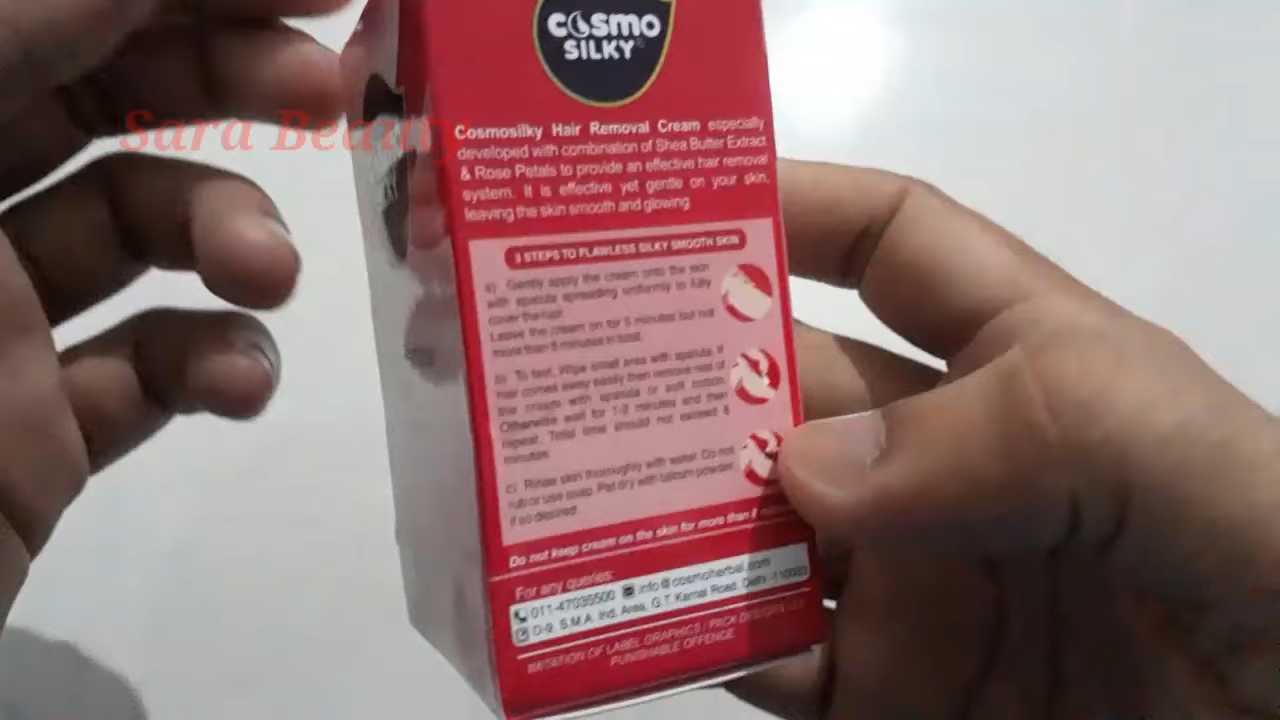 COSMO
SILKY
Sara Beauty
Cosmosilky Hair Removal Cream especially
developed with combination of Shea Butter Extract
& Rose Petals to provide an effective hair removal
system. It is effective yet gentle on your skin,
leaving the skin smooth and glowing.
3 STEPS TO FLAWLESS SILKY SMOOTH SKIN
a) Gently apply the cream onto the skin
with spatula spreading uniformly to fully
cover the hair.
Leave the cream on for 5 minutes but not
more than 8 minutes in total.
b) To test, Wipe small area with spatula, if
hair comes away easily then remove rest of
the cream with spatula or soft cotton.
Otherwise wait for 1-2 minutes and then
repeat. Total time should not exceed 8
minutes.
c) Rinse skin thoroughly with water. Do not
rub or use soap. Pat dry with talcum powder,
if so desired.
Do not keep cream on the skin for more than
For any queries:
011-47035500 info@cosmoherbal.com
D-9, S.M.A. Ind. Area, G.T. Karnal Road, Delhi -110033
IMITATION OF LABEL GRAPHICS / PACK DESIGN IS A
PUNISHABLE OFFENCE